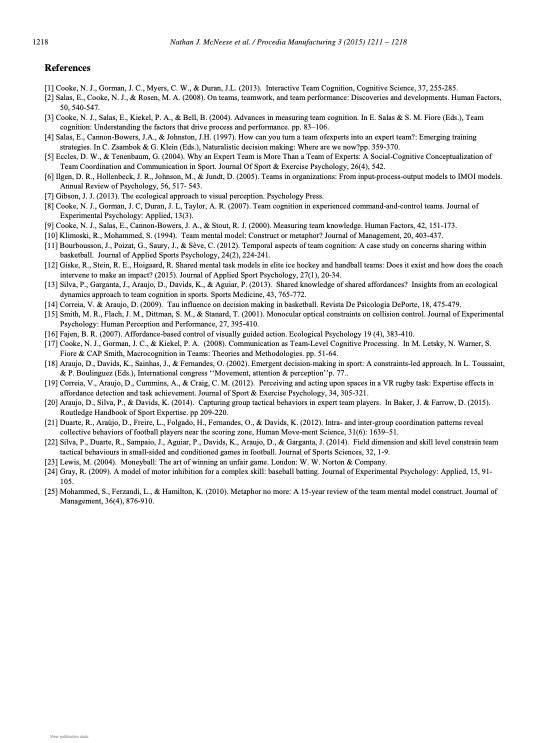 1218
Nathan J. McNeese et al. / Procedia Manufacturing 3 (2015) 1211 – 1218
References
[1] Cooke, N. J., Gorman, J. C., Myers, C. W., & Duran, J.L. (2013). Interactive Team Cognition, Cognitive Science, 37, 255-285.
[2] Salas, E., Cooke, N. J., & Rosen, M. A. (2008). On teams, teamwork, and team performance: Discoveries and developments. Human Factors,
50, 540-547.
[3] Cooke, N. J., Salas, E., Kiekel, P. A., & Bell, B. (2004). Advances in measuring team cognition. In E. Salas & S. M. Fiore (Eds.), Team
cognition: Understanding the factors that drive process and performance. pp. 83–106.
[4] Salas, E., Cannon-Bowers, J.A., & Johnston, J.H. (1997). How can you turn a team ofexperts into an expert team?: Emerging training
strategies. In C. Zsambok & G. Klein (Eds.), Naturalistic decision making: Where are we now?pp. 359-370.
[5] Eccles, D. W., & Tenenbaum, G. (2004). Why an Expert Team is More Than a Team of Experts: A Social-Cognitive Conceptualization of
Team Coordination and Communication in Sport. Journal Of Sport & Exercise Psychology, 26(4), 542.
[6] Ilgen, D. R., Hollenbeck, J. R., Johnson, M., & Jundt, D. (2005). Teams in organizations: From input-process-output models to IMOI models.
Annual Review of Psychology, 56, 517- 543.
[7] Gibson, J. J. (2013). The ecological approach to visual perception. Psychology Press.
[8] Cooke, N. J., Gorman, J. C., Duran, J. L, Taylor, A. R. (2007). Team cognition in experienced command-and-control teams. Journal of
Experimental Psychology: Applied, 13(3).
[9] Cooke, N. J., Salas, E., Cannon-Bowers, J. A., & Stout, R. J. (2000). Measuring team knowledge. Human Factors, 42, 151-173.
[10] Klimoski, R., Mohammed, S. (1994). Team mental model: Construct or metaphor? Journal of Management, 20, 403-437.
[11] Bourbousson, J., Poizat, G., Saury, J., & Sève, C. (2012). Temporal aspects of team cognition: A case study on concerns sharing within
basketball. Journal of Applied Sports Psychology, 24(2), 224-241.
[12] Giske, R., Stein, R. E., Hoigaard, R. Shared mental task models in elite ice hockey and handball teams: Does it exist and how does the coach
intervene to make an impact? (2015). Journal of Applied Sport Psychology, 27(1), 20-34.
[13] Silva, P., Garganta, J., Araujo, D., Davids, K., & Aguiar, P. (2013). Shared knowledge of shared affordances? Insights from an ecological
dynamics approach to team cognition in sports. Sports Medicine, 43, 765-772.
[14] Correia, V. & Araujo, D. (2009). Tau influence on decision making in basketball. Revista De Psicologia DePorte, 18, 475-479.
[15] Smith, M. R., Flach, J. M., Dittman, S. M., & Stanard, T. (2001). Monocular optical constraints on collision control. Journal of Experimental
Psychology: Human Perception and Performance, 27, 395-410.
[16] Fajen, B. R. (2007). Affordance-based control of visually guided action. Ecological Psychology 19 (4), 383-410.
[17] Cooke, N. J., Gorman, J. C., & Kiekel, P. A. (2008). Communication as Team-Level Cognitive Processing. In M. Letsky, N. Warner, S.
Fiore & CAP Smith, Macrocognition in Teams: Theories and Methodologies. pp. 51-64.
[18] Araujo, D., Davids, K., Sainhas, J., & Fernandes, O. (2002). Emergent decision-making in sport: A constraints-led approach. In L. Toussaint,
& P. Boulinguez (Eds.), International congress ‘‘Movement, attention & perception’’p. 77..
[19] Correia, V., Araujo, D., Cummins, A., & Craig, C. M. (2012). Perceiving and acting upon spaces in a VR rugby task: Expertise effects in
affordance detection and task achievement. Journal of Sport & Exercise Psychology, 34, 305-321.
[20] Araujo, D., Silva, P., & Davids, K. (2014). Capturing group tactical behaviors in expert team players. In Baker, J. & Farrow, D. (2015).
Routledge Handbook of Sport Expertise. pp 209-220.
[21] Duarte, R., Araújo, D., Freire, L., Folgado, H., Fernandes, O., & Davids, K. (2012). Intra- and inter-group coordination patterns reveal
collective behaviors of football players near the scoring zone, Human Move-ment Science, 31(6): 1639–51.
[22] Silva, P., Duarte, R., Sampaio, J., Aguiar, P., Davids, K., Araujo, D., & Garganta, J. (2014). Field dimension and skill level constrain team
tactical behaviours in small-sided and conditioned games in football. Journal of Sports Sciences, 32, 1-9.
[23] Lewis, M. (2004). Moneyball: The art of winning an unfair game. London: W. W. Norton & Company.
[24] Gray, R. (2009). A model of motor inhibition for a complex skill: baseball batting. Journal of Experimental Psychology: Applied, 15, 91-
105.
[25] Mohammed, S., Ferzandi, L., & Hamilton, K. (2010). Metaphor no more: A 15-year review of the team mental model construct. Journal of
Management, 36(4), 876-910.
View publication stats